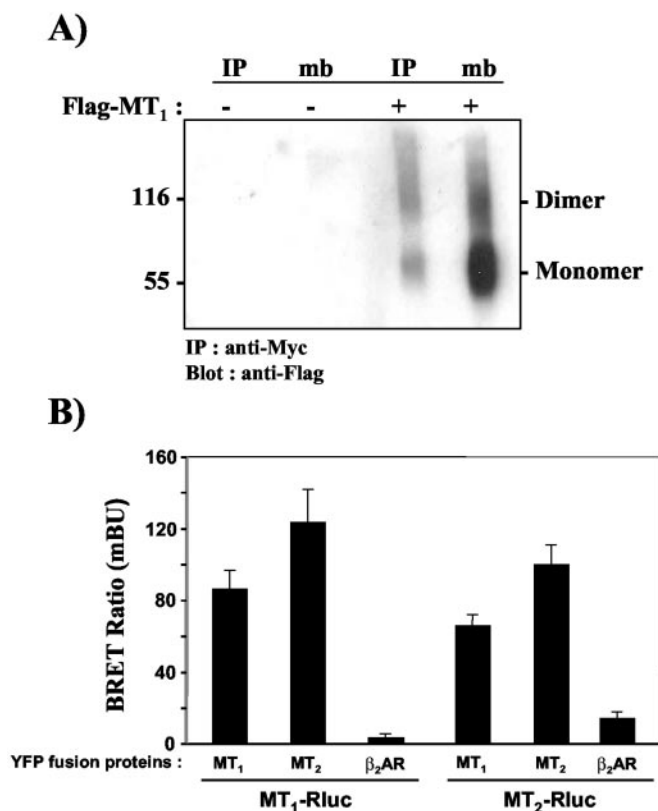 A)
IP mb IP mb
Flag-MT₁ : - - + +
116 Dimer
55 Monomer
IP : anti-Myc
Blot : anti-Flag
B)
BRET Ratio (mBU)
160
120
80
40
0
YFP fusion proteins : MT₁ MT₂ β₂AR MT₁ MT₂ β₂AR
MT₁-Rluc MT₂-Rluc